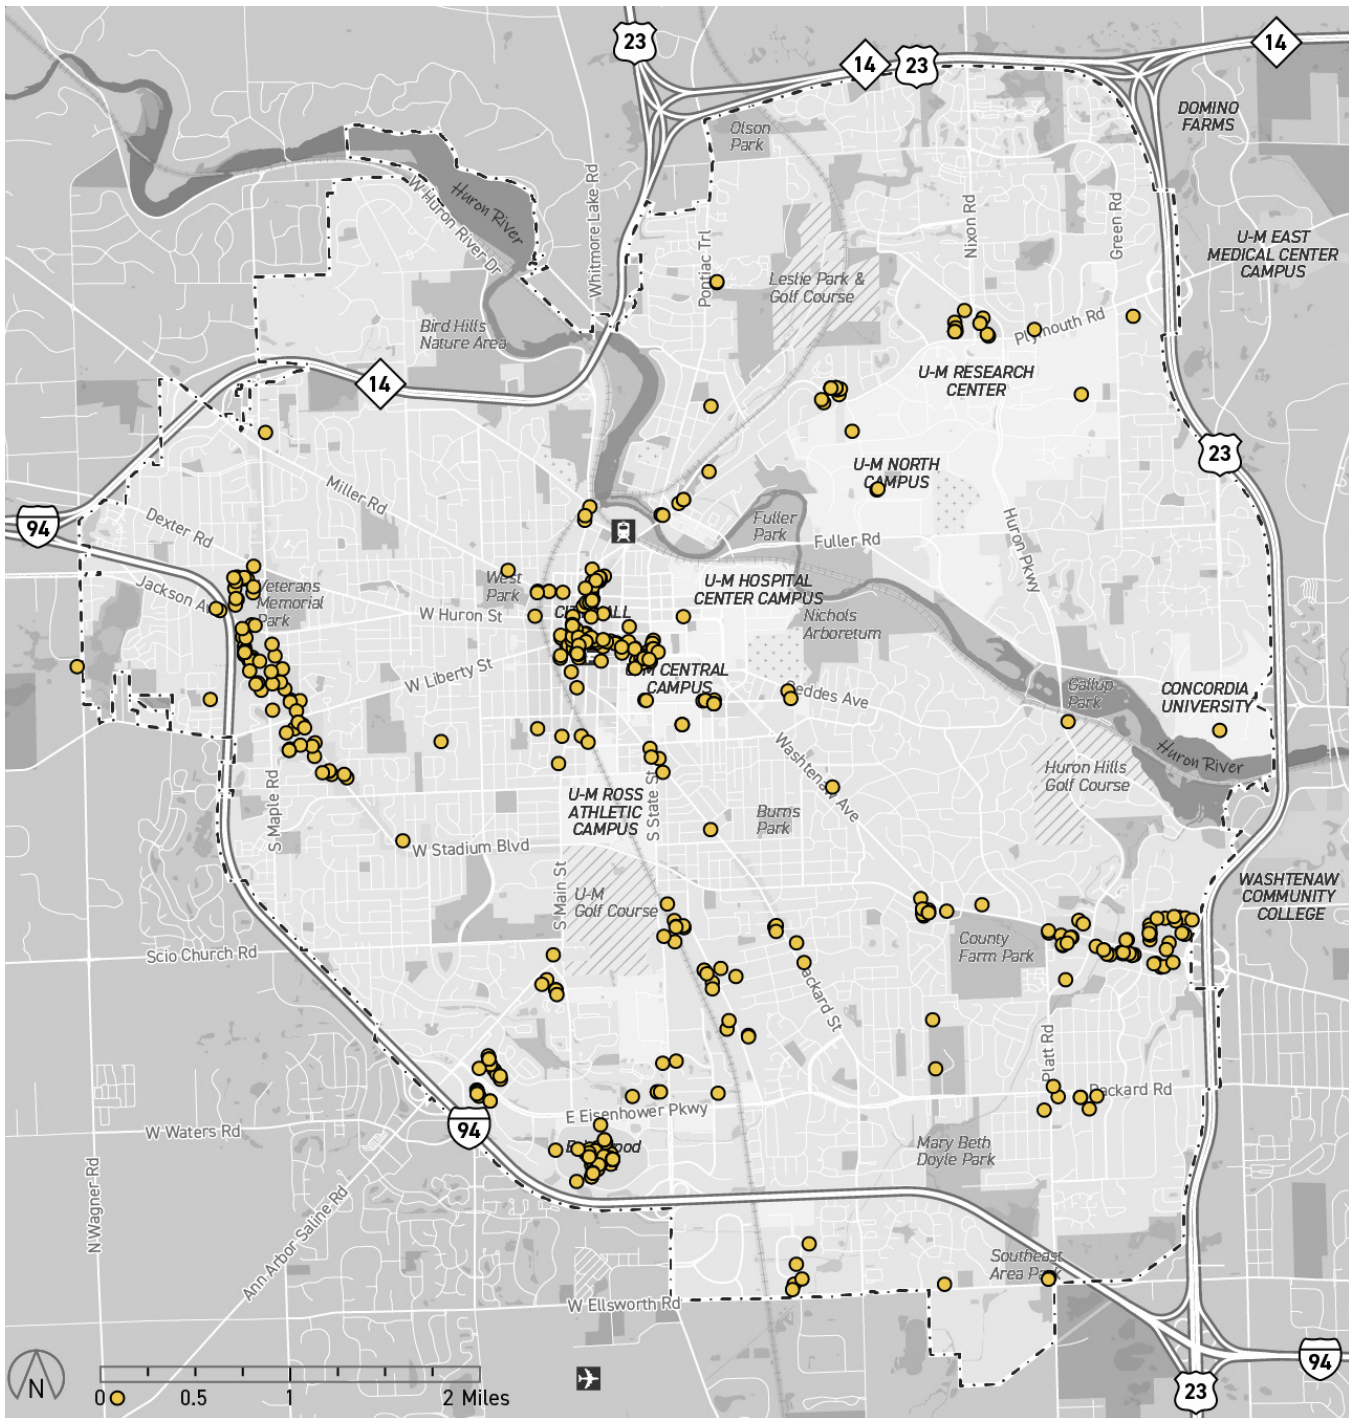 23
14
14
23
DOMINO
FARMS
Olson
Park
Huron River
W Huron River Dr
Whitmore Lake Rd
Pontiac Trl
Nixon Rd
Green Rd
U-M EAST
MEDICAL CENTER
CAMPUS
Leslie Park &
Golf Course
Bird Hills
Nature Area
Plymouth Rd
14
U-M RESEARCH
CENTER
23
U-M NORTH
CAMPUS
Miller Rd
94
Dexter Rd
Fuller
Park
Fuller Rd
Huron Pkwy
Jackson A
Veterans
Memorial
Park
West
Park
U-M HOSPITAL
CENTER CAMPUS
W Huron St
Nichols
Arboretum
W Liberty St
CENTRAL
CAMPUS
eddes Ave
Gallup
Park
CONCORDIA
UNIVERSITY
Huron River
Washtenaw Ave
Huron Hills
Golf Course
S Maple Rd
U-M ROSS
ATHLETIC
CAMPUS
S State St
Burns
Park
W Stadium Blvd
S Main St
U-M
Golf Course
WASHTENAW
COMMUNITY
COLLEGE
County
Farm Park
Scio Church Rd
ackard St
Platt Rd
ackard Rd
E Eisenhower Pkwy
94
W Waters Rd
Mary Beth
Doyle Park
N Wagner Rd
Ann Arbor Saline Rd
Southeast
Area Park
W Ellsworth Rd
94
23
N
0 0.5 1 2 Miles